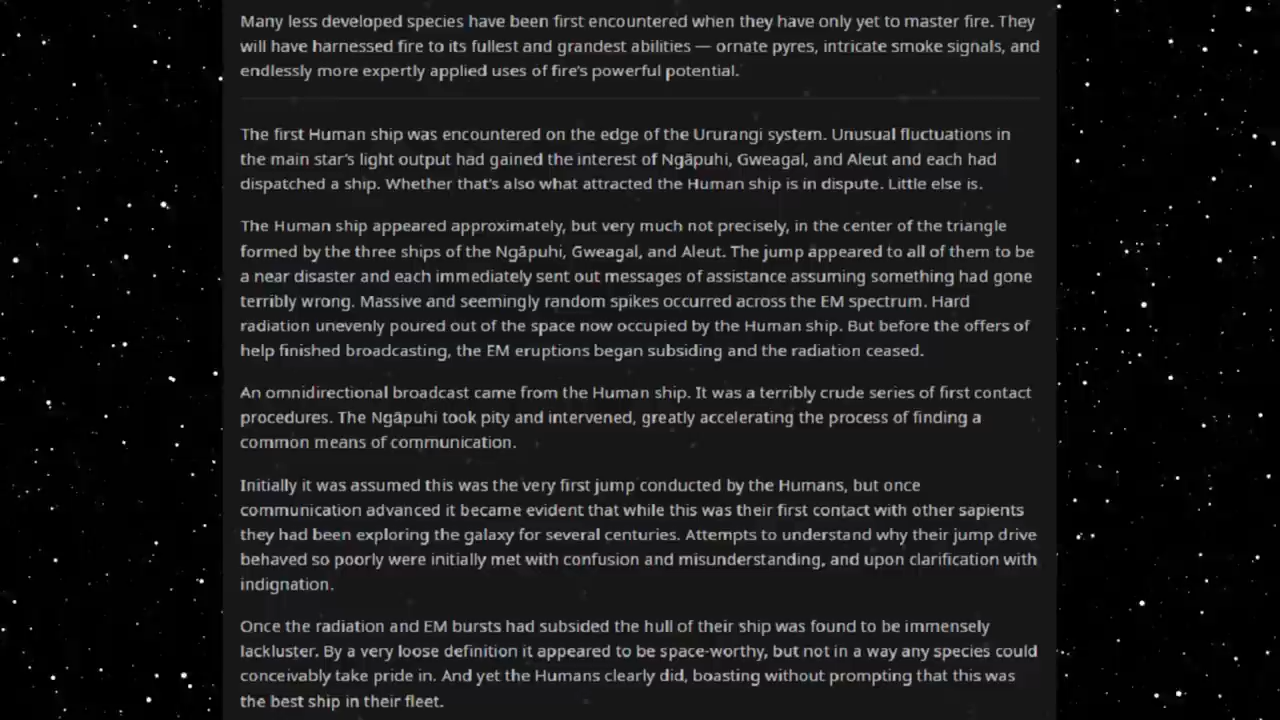 Many less developed species have been first encountered when they have only yet to master fire. They
will have harnessed fire to its fullest and grandest abilities — ornate pyres, intricate smoke signals, and
endlessly more expertly applied uses of fire's powerful potential.
The first Human ship was encountered on the edge of the Ururangi system. Unusual fluctuations in
the main star's light output had gained the interest of Ngāpuhi, Gweagal, and Aleut and each had
dispatched a ship. Whether that's also what attracted the Human ship is in dispute. Little else is.
The Human ship appeared approximately, but very much not precisely, in the center of the triangle
formed by the three ships of the Ngāpuhi, Gweagal, and Aleut. The jump appeared to all of them to be
a near disaster and each immediately sent out messages of assistance assuming something had gone
terribly wrong. Massive and seemingly random spikes occurred across the EM spectrum. Hard
radiation unevenly poured out of the space now occupied by the Human ship. But before the offers of
help finished broadcasting, the EM eruptions began subsiding and the radiation ceased.
An omnidirectional broadcast came from the Human ship. It was a terribly crude series of first contact
procedures. The Ngāpuhi took pity and intervened, greatly accelerating the process of finding a
common means of communication.
Initially it was assumed this was the very first jump conducted by the Humans, but once
communication advanced it became evident that while this was their first contact with other sapients
they had been exploring the galaxy for several centuries. Attempts to understand why their jump drive
behaved so poorly were initially met with confusion and misunderstanding, and upon clarification with
indignation.
Once the radiation and EM bursts had subsided the hull of their ship was found to be immensely
lackluster. By a very loose definition it appeared to be space-worthy, but not in a way any species could
conceivably take pride in. And yet the Humans clearly did, boasting without prompting that this was
the best ship in their fleet.